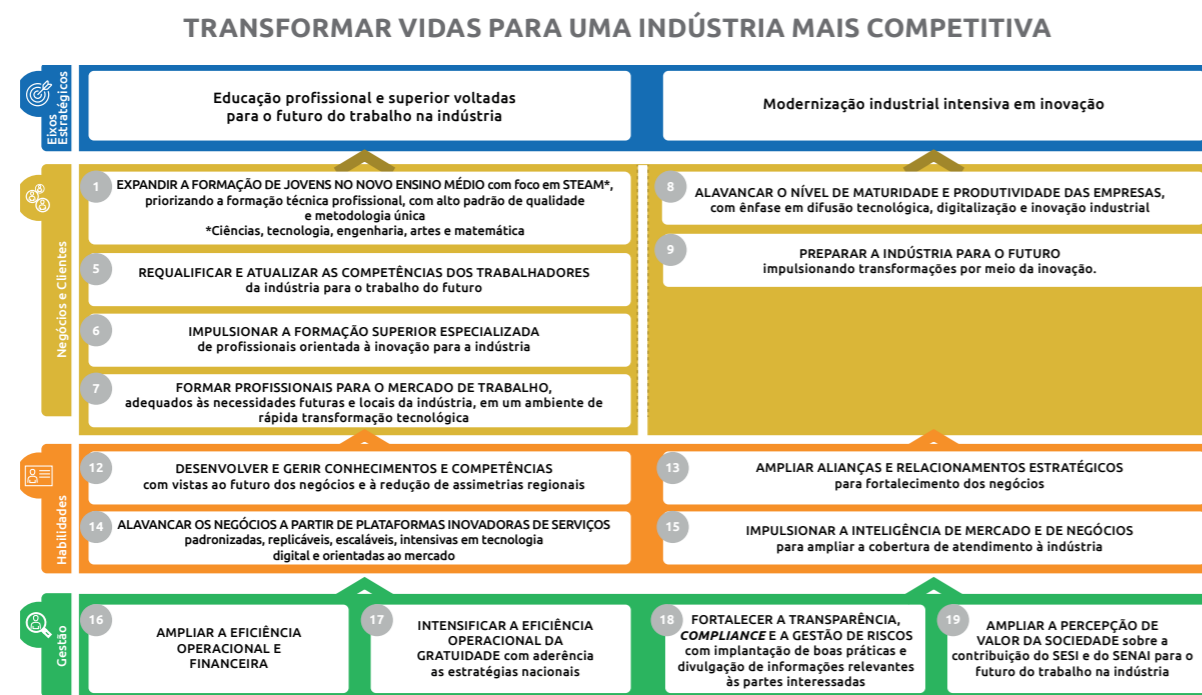 TRANSFORMAR VIDAS PARA UMA INDÚSTRIA MAIS COMPETITIVA
Eixos
Estratégicos
Educação profissional e superior voltadas
para o futuro do trabalho na indústria
Modernização industrial intensiva em inovação
Negócios e Clientes
1
EXPANDIR A FORMAÇÃO DE JOVENS NO NOVO ENSINO MÉDIO com foco em STEAM*,
priorizando a formação técnica profissional, com alto padrão de qualidade
e metodologia única
*Ciências, tecnologia, engenharia, artes e matemática
5
REQUALIFICAR E ATUALIZAR AS COMPETÊNCIAS DOS TRABALHADORES
da indústria para o trabalho do futuro
6
IMPULSIONAR A FORMAÇÃO SUPERIOR ESPECIALIZADA
de profissionais orientada à inovação para a indústria
7
FORMAR PROFISSIONAIS PARA O MERCADO DE TRABALHO,
adequados às necessidades futuras e locais da indústria, em um ambiente de
rápida transformação tecnológica
8
ALAVANCAR O NÍVEL DE MATURIDADE E PRODUTIVIDADE DAS EMPRESAS,
com ênfase em difusão tecnológica, digitalização e inovação industrial
9
PREPARAR A INDÚSTRIA PARA O FUTURO
impulsionando transformações por meio da inovação.
Habilidades
12
DESENVOLVER E GERIR CONHECIMENTOS E COMPETÊNCIAS
com vistas ao futuro dos negócios e à redução de assimetrias regionais
13
AMPLIAR ALIANÇAS E RELACIONAMENTOS ESTRATÉGICOS
para fortalecimento dos negócios
14
ALAVANCAR OS NEGÓCIOS A PARTIR DE PLATAFORMAS INOVADORAS DE SERVIÇOS
padronizadas, replicáveis, escaláveis, intensivas em tecnologia
digital e orientadas ao mercado
15
IMPULSIONAR A INTELIGÊNCIA DE MERCADO E DE NEGÓCIOS
para ampliar a cobertura de atendimento à indústria
Gestão
16
AMPLIAR A EFICIÊNCIA
OPERACIONAL E
FINANCEIRA
17
INTENSIFICAR A EFICIÊNCIA
OPERACIONAL DA
GRATUIDADE com aderência
as estratégias nacionais
18
FORTALECER A TRANSPARÊNCIA,
COMPLIANCE E A GESTÃO DE RISCOS
com implantação de boas práticas e
divulgação de informações relevantes
às partes interessadas
19
AMPLIAR A PERCEPÇÃO DE
VALOR DA SOCIEDADE sobre a
contribuição do SESI e do SENAI para o
futuro do trabalho na indústria